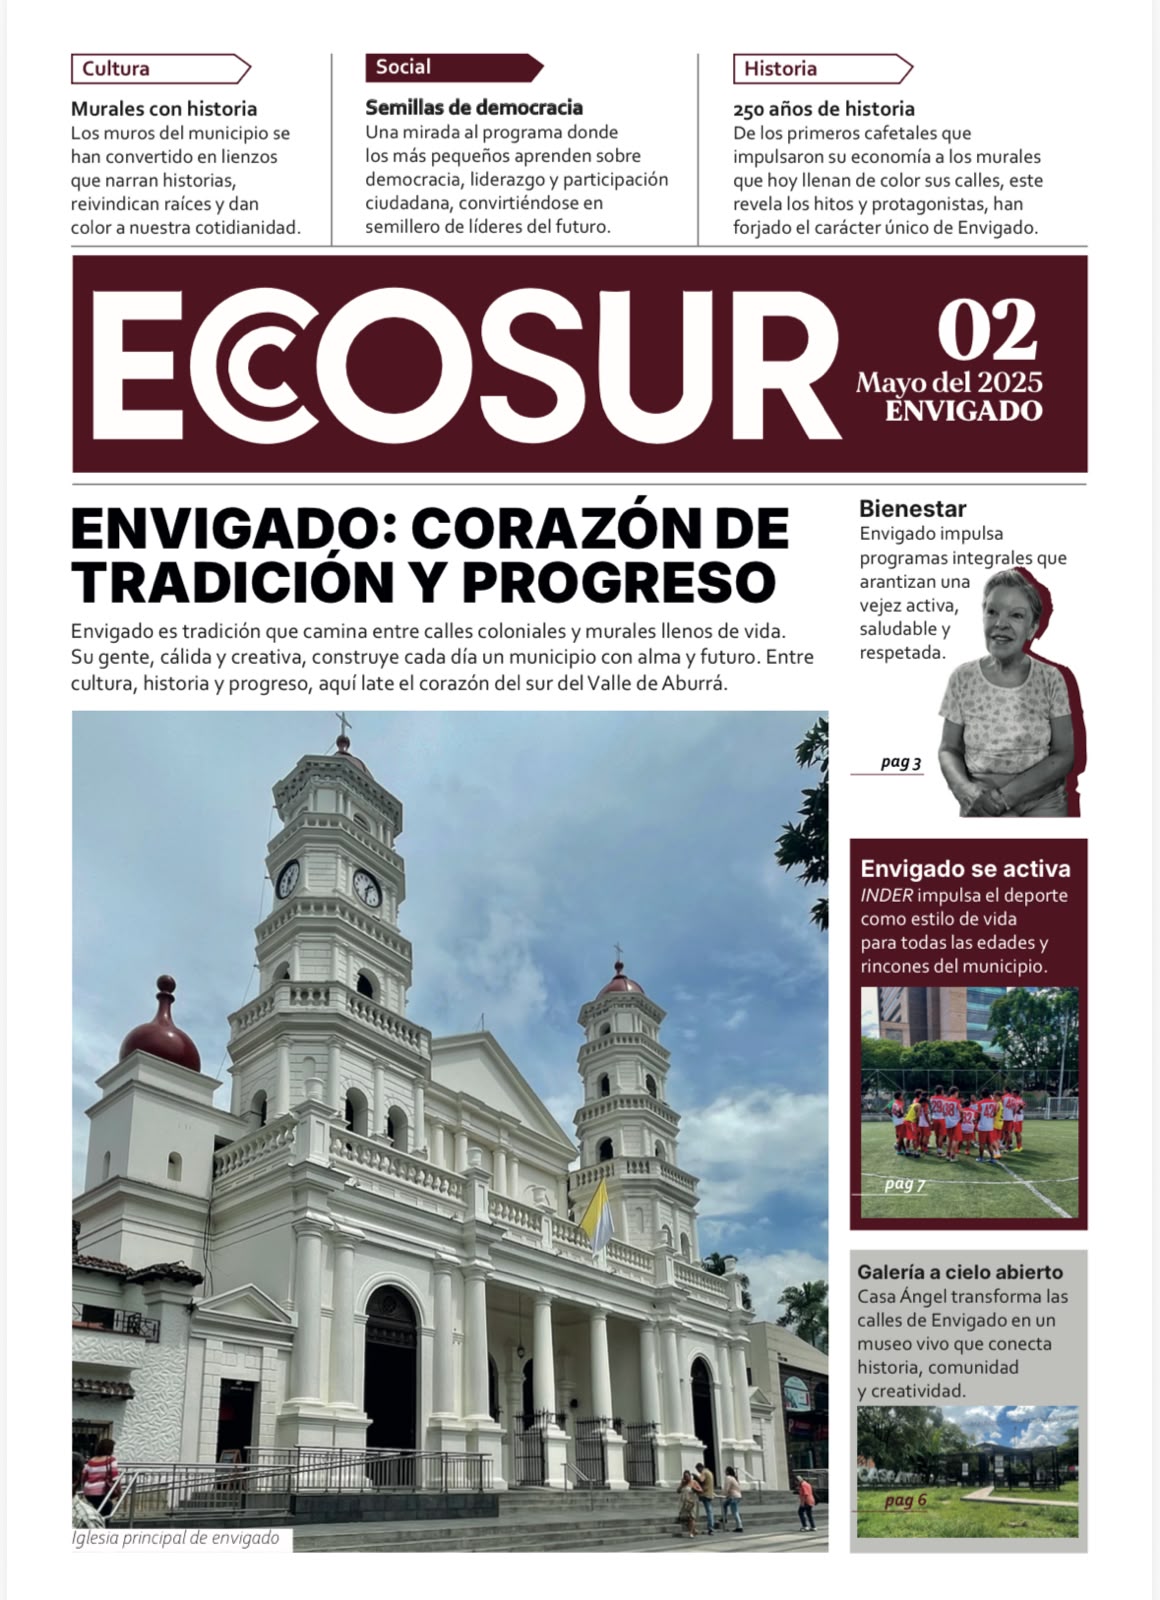 Cultura
Murales con historia
Los muros del municipio se
han convertido en lienzos
que narran historias,
reivindican raíces y dan
color a nuestra cotidianidad.
Social
Semillas de democracia
Una mirada al programa donde
los más pequeños aprenden sobre
democracia, liderazgo y participación
ciudadana, convirtiéndose en
semillero de líderes del futuro.
Historia
250 años de historia
De los primeros cafetales que
impulsaron su economía a los murales
que hoy llenan de color sus calles, este
revela los hitos y protagonistas, han
forjado el carácter único de Envigado.
ECCOSUR
02
Mayo del 2025
ENVIGADO
ENVIGADO: CORAZÓN DE
TRADICIÓN Y PROGRESO
Envigado es tradición que camina entre calles coloniales y murales llenos de vida.
Su gente, cálida y creativa, construye cada día un municipio con alma y futuro. Entre
cultura, historia y progreso, aquí late el corazón del sur del Valle de Aburrá.
Iglesia principal de envigado
Bienestar
Envigado impulsa
programas integrales que
arantizan una
vejez activa,
saludable y
respetada.
pag 3
Envigado se activa
INDER impulsa el deporte
como estilo de vida
para todas las edades y
rincones del municipio.
pag 7
Galería a cielo abierto
Casa Ángel transforma las
calles de Envigado en un
museo vivo que conecta
historia, comunidad
y creatividad.
pag 6